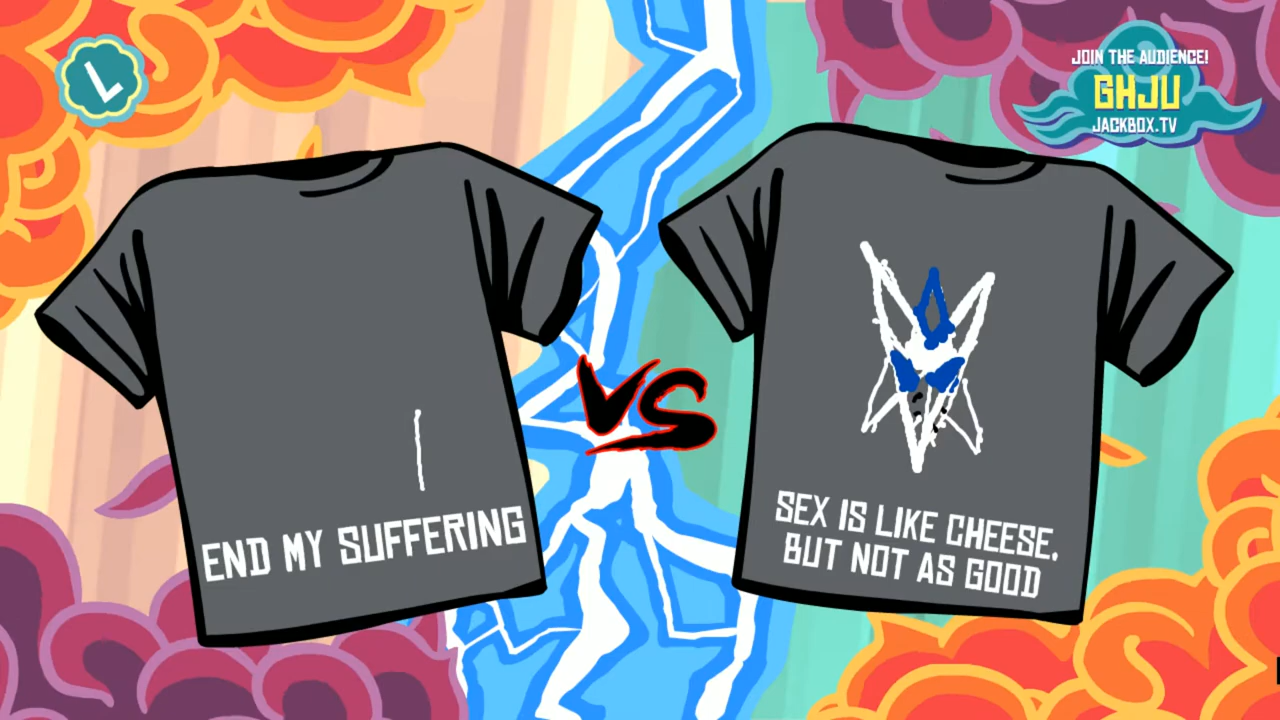 L
JOIN THE AUDIENCE!
GHJU
JACKBOX.TV
VS
END MY SUFFERING
SEX IS LIKE CHEESE.
BUT NOT AS GOOD